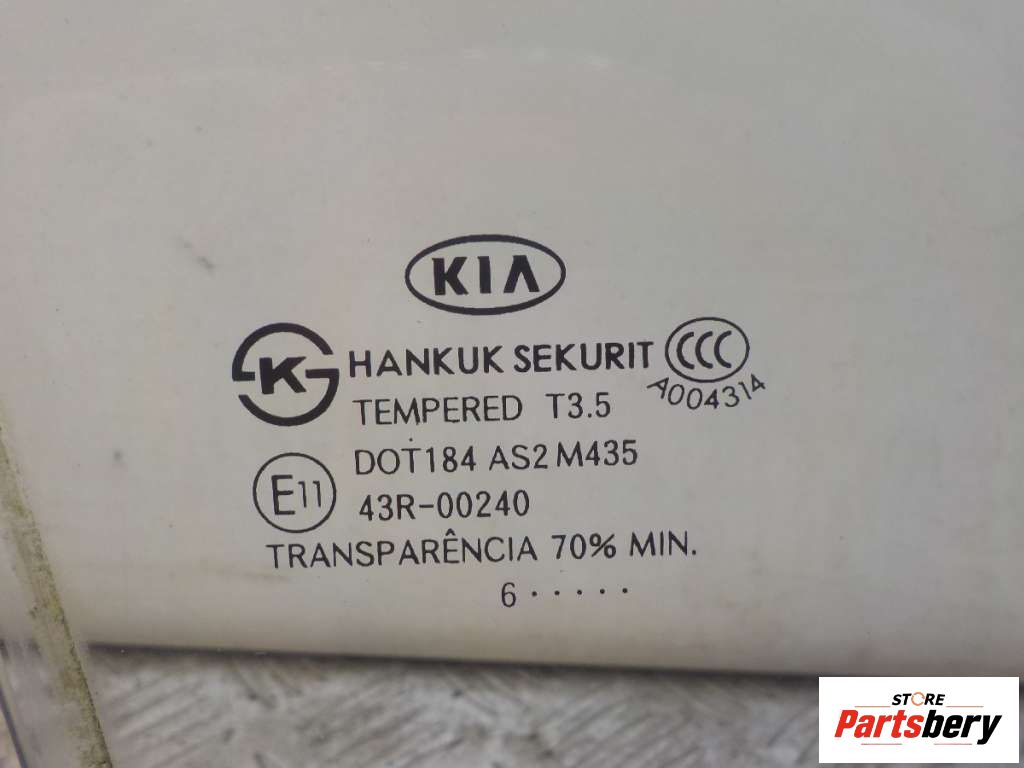 KIA
KS HANKUK SEKURIT CCC
A004314
TEMPERED T3.5
DOT184 AS2 M435
E11 43R-00240
TRANSPARÊNCIA 70% MIN.
6 · · · · ·
STORE
Partsbery